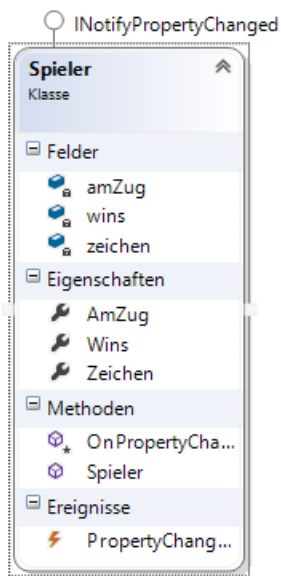 INotifyPropertyChanged
Spieler
Klasse
Felder
amZug
wins
zeichen
Eigenschaften
AmZug
Wins
Zeichen
Methoden
OnPropertyCha...
Spieler
Ereignisse
PropertyChang...